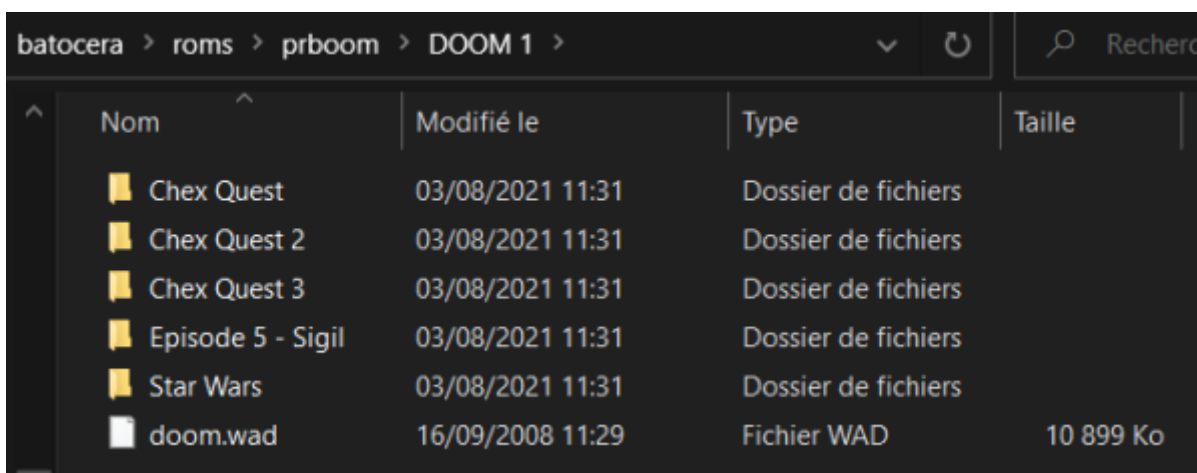 batocera > roms > prboom > DOOM 1 > Recherc
Nom Modifié le Type Taille
Chex Quest 03/08/2021 11:31 Dossier de fichiers
Chex Quest 2 03/08/2021 11:31 Dossier de fichiers
Chex Quest 3 03/08/2021 11:31 Dossier de fichiers
Episode 5 - Sigil 03/08/2021 11:31 Dossier de fichiers
Star Wars 03/08/2021 11:31 Dossier de fichiers
doom.wad 16/09/2008 11:29 Fichier WAD 10 899 Ko